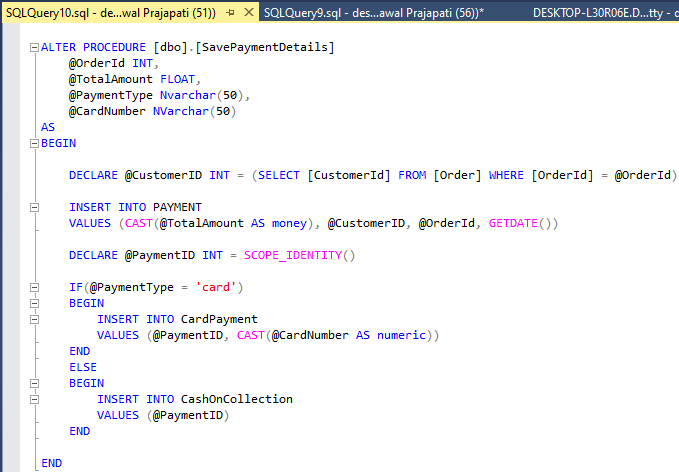 SQLQuery10.sql - de...wal Prajapati (51))
SQLQuery9.sql - des...awal Prajapati (56))*
DESKTOP-L30R06E.D...tty - d
ALTER PROCEDURE [dbo].[SavePaymentDetails]
@OrderId INT,
@TotalAmount FLOAT,
@PaymentType Nvarchar(50),
@CardNumber NVarchar(50)
AS
BEGIN
DECLARE @CustomerID INT = (SELECT [CustomerId] FROM [Order] WHERE [OrderId] = @OrderId)
INSERT INTO PAYMENT
VALUES (CAST(@TotalAmount AS money), @CustomerID, @OrderId, GETDATE())
DECLARE @PaymentID INT = SCOPE_IDENTITY()
IF(@PaymentType = 'card')
BEGIN
INSERT INTO CardPayment
VALUES (@PaymentID, CAST(@CardNumber AS numeric))
END
ELSE
BEGIN
INSERT INTO CashOnCollection
VALUES (@PaymentID)
END
END